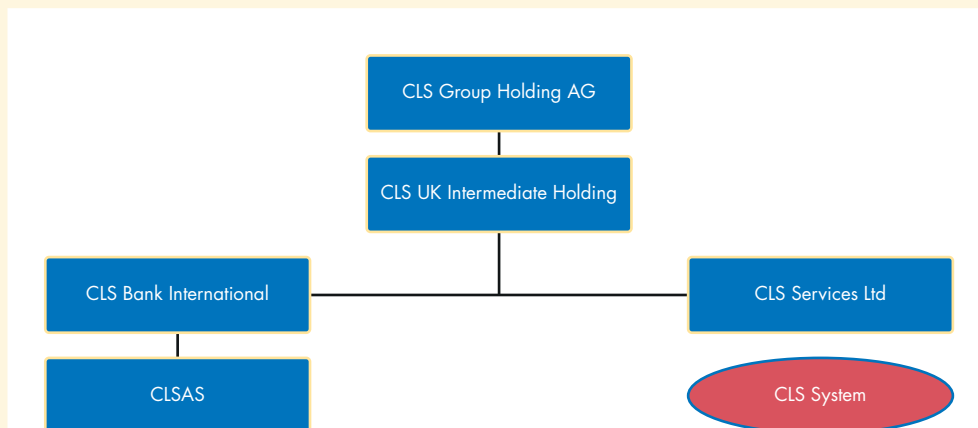 CLS Group Holding AG
CLS UK Intermediate Holding
CLS Bank International
CLS Services Ltd
CLSAS
CLS System